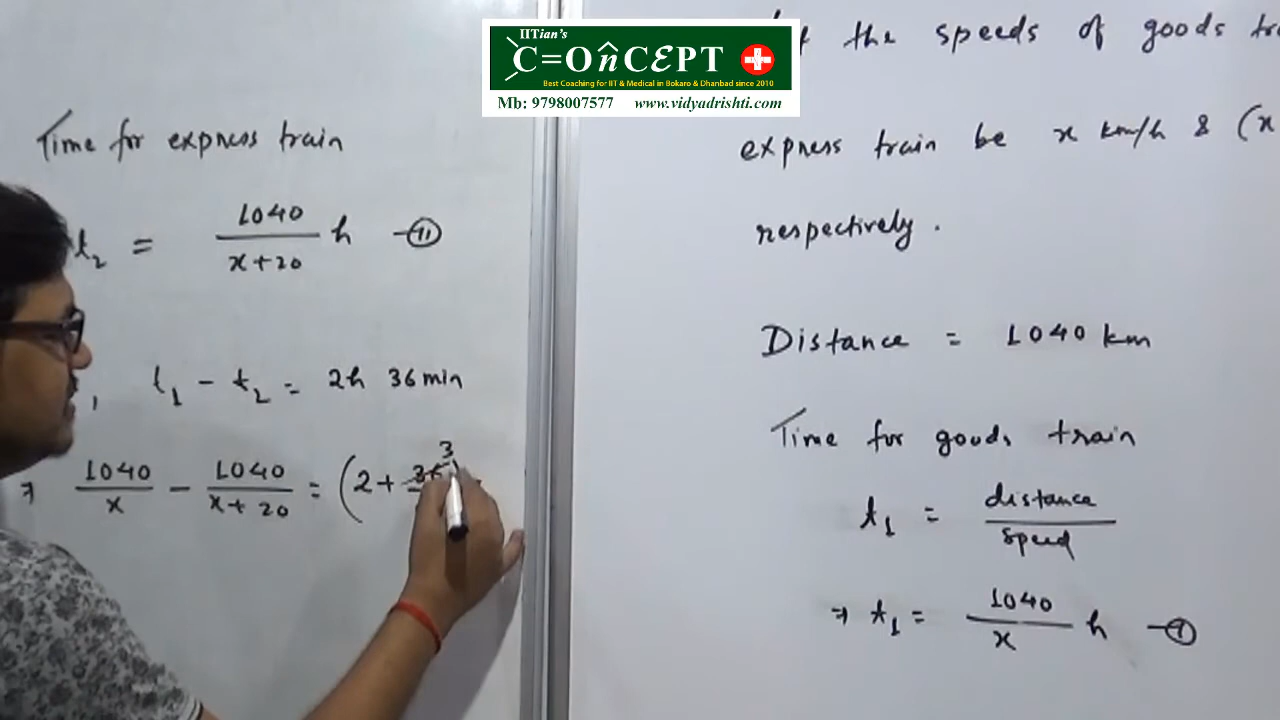 IITian's
C=OnCEPT
Best Coaching for IIT & Medical in Bokaro & Dhanbad since 2010
Mb: 9798007577 www.vidyadrishti.com
Time for express train
t₂ = 1040/(x+20) h —(II)
t₁ - t₂ = 2h 36min
⇒ 1040/x - 1040/(x+20) = (2+ 36 3
the speeds of goods
express train be x km/h & (x
respectively.
Distance = 1040 km
Time for goods train
t₁ = distance/speed
⇒ t₁ = 1040/x h —(I)